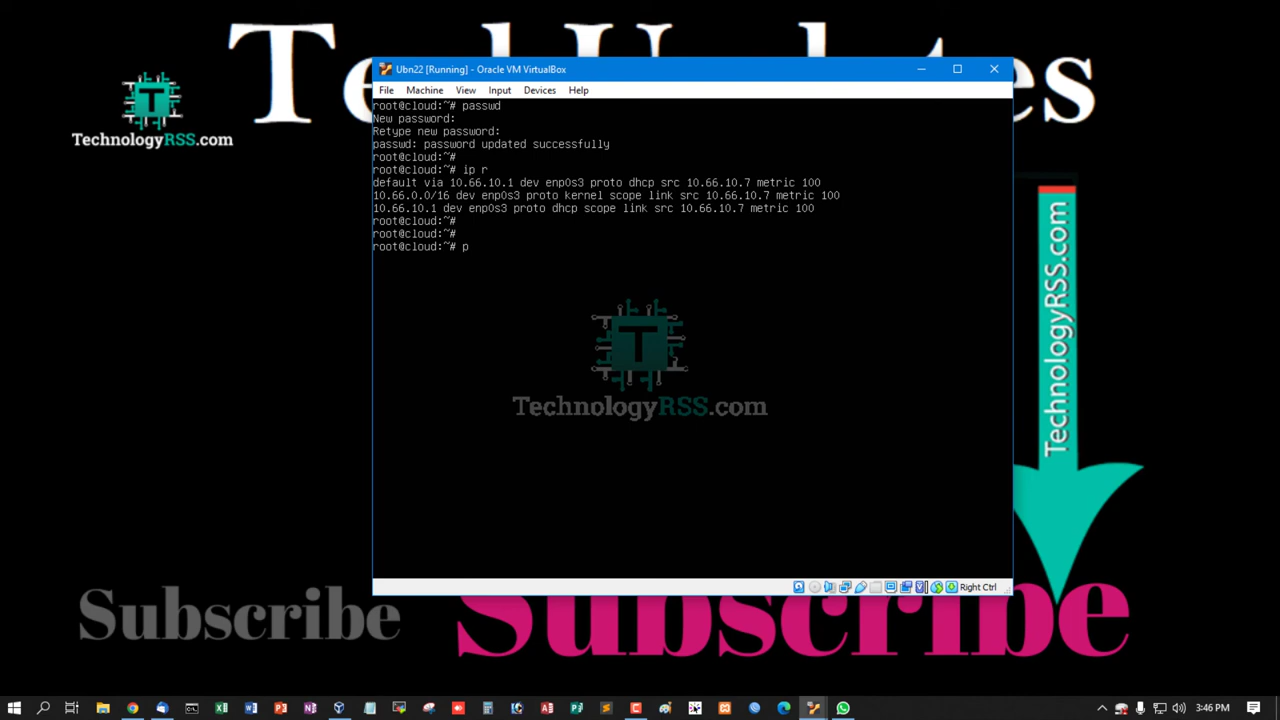 Tech Updates
TechnologyRSS.com
Ubn22 [Running] - Oracle VM VirtualBox
File Machine View Input Devices Help
root@cloud:~# passwd
New password:
Retype new password:
passwd: password updated successfully
root@cloud:~#
root@cloud:~# ip r
default via 10.66.10.1 dev enp0s3 proto dhcp src 10.66.10.7 metric 100
10.66.0.0/16 dev enp0s3 proto kernel scope link src 10.66.10.7 metric 100
10.66.10.1 dev enp0s3 proto dhcp scope link src 10.66.10.7 metric 100
root@cloud:~#
root@cloud:~#
root@cloud:~# p
TechnologyRSS.com
TechnologyRSS.com
Right Ctrl
Subscribe
Subscribe
3:46 PM